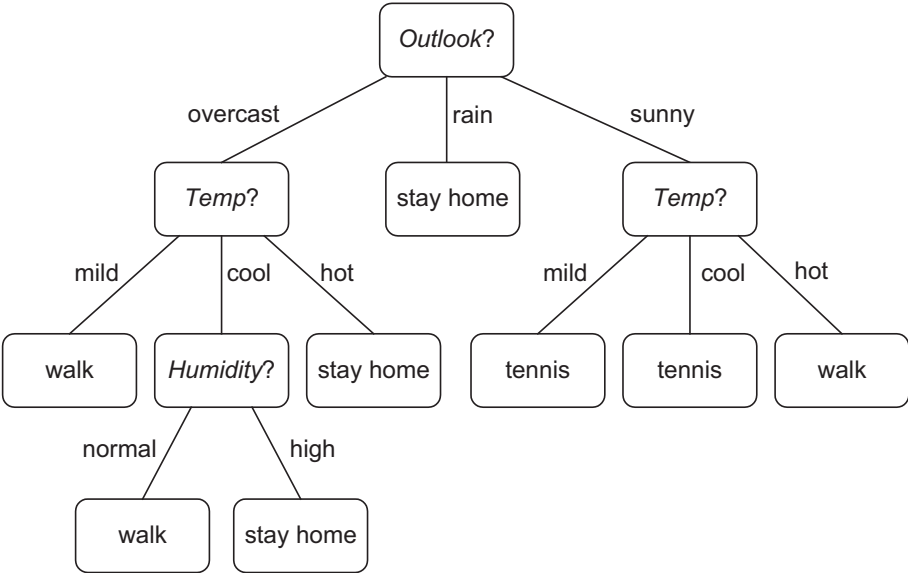 Outlook?
overcast
rain
sunny
Temp?
stay home
Temp?
mild
cool
hot
mild
cool
hot
walk
Humidity?
stay home
tennis
tennis
walk
normal
high
walk
stay home